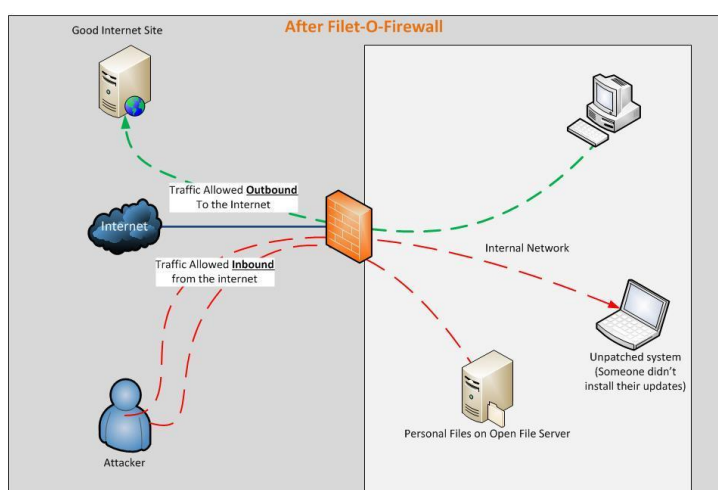 After Filet-O-Firewall
Good Internet Site
Traffic Allowed Outbound
To the Internet
Internet
Internal Network
Traffic Allowed Inbound
from the internet
Unpatched system
(Someone didn't
install their updates)
Personal Files on Open File Server
Attacker